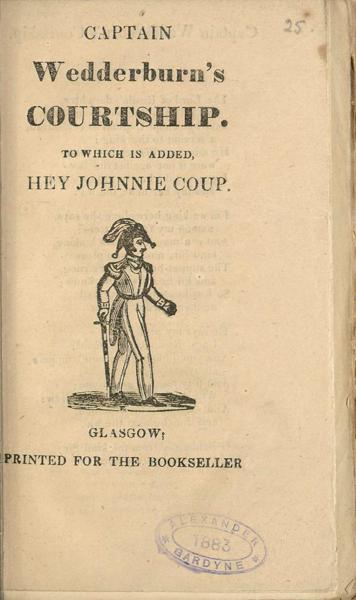 25.
CAPTAIN
Wedderburn's
COURTSHIP.
TO WHICH IS ADDED,
HEY JOHNNIE COUP.
GLASGOW;
PRINTED FOR THE BOOKSELLER
ALEXANDER
1883
GARDYNE